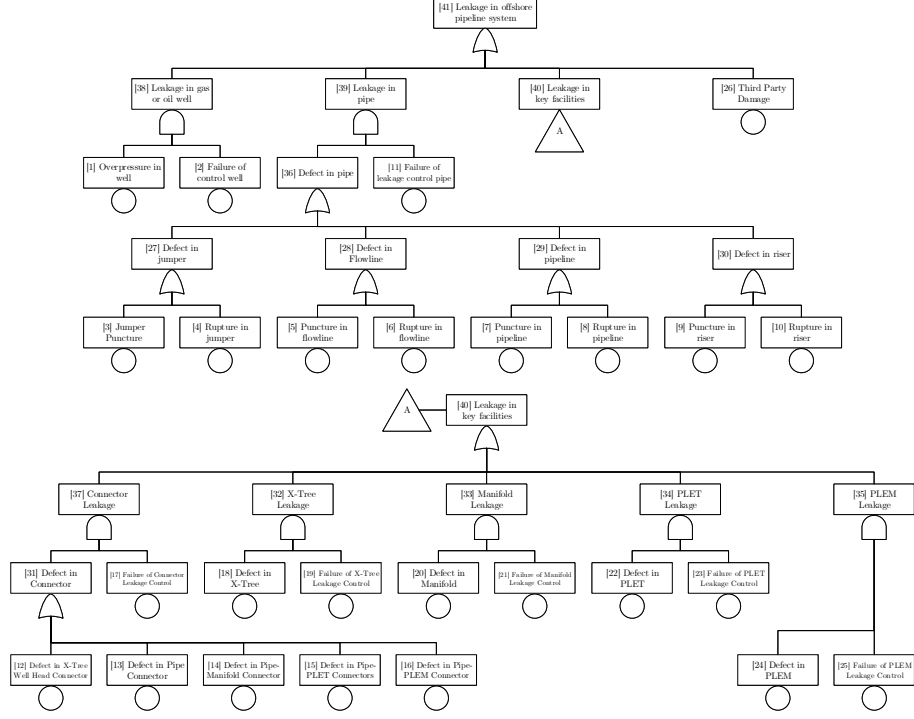 [41] Leakage in offshore
pipeline system
[38] Leakage in gas
or oil well
[39] Leakage in
pipe
[40] Leakage in
key facilities
[26] Third Party
Damage
A
[1] Overpressure in
well
[2] Failure of
control well
[36] Defect in pipe
[11] Failure of
leakage control pipe
[27] Defect in
jumper
[28] Defect in
Flowline
[29] Defect in
pipeline
[30] Defect in riser
[3] Jumper
Puncture
[4] Rupture in
jumper
[5] Puncture in
flowline
[6] Rupture in
flowline
[7] Puncture in
pipeline
[8] Rupture in
pipeline
[9] Puncture in
riser
[10] Rupture in
riser
A
[40] Leakage in
key facilities
[37] Connector
Leakage
[32] X-Tree
Leakage
[33] Manifold
Leakage
[34] PLET
Leakage
[35] PLEM
Leakage
[31] Defect in
Connector
[17] Failure of Connector
Leakage Control
[18] Defect in
X-Tree
[19] Failure of X-Tree
Leakage Control
[20] Defect in
Manifold
[21] Failure of Manifold
Leakage Control
[22] Defect in
PLET
[23] Failure of PLET
Leakage Control
[12] Defect in X-Tree
Well Head Connector
[13] Defect in Pipe
Connector
[14] Defect in Pipe-
Manifold Connector
[15] Defect in Pipe-
PLET Connectors
[16] Defect in Pipe-
PLEM Connector
[24] Defect in
PLEM
[25] Failure of PLEM
Leakage Control